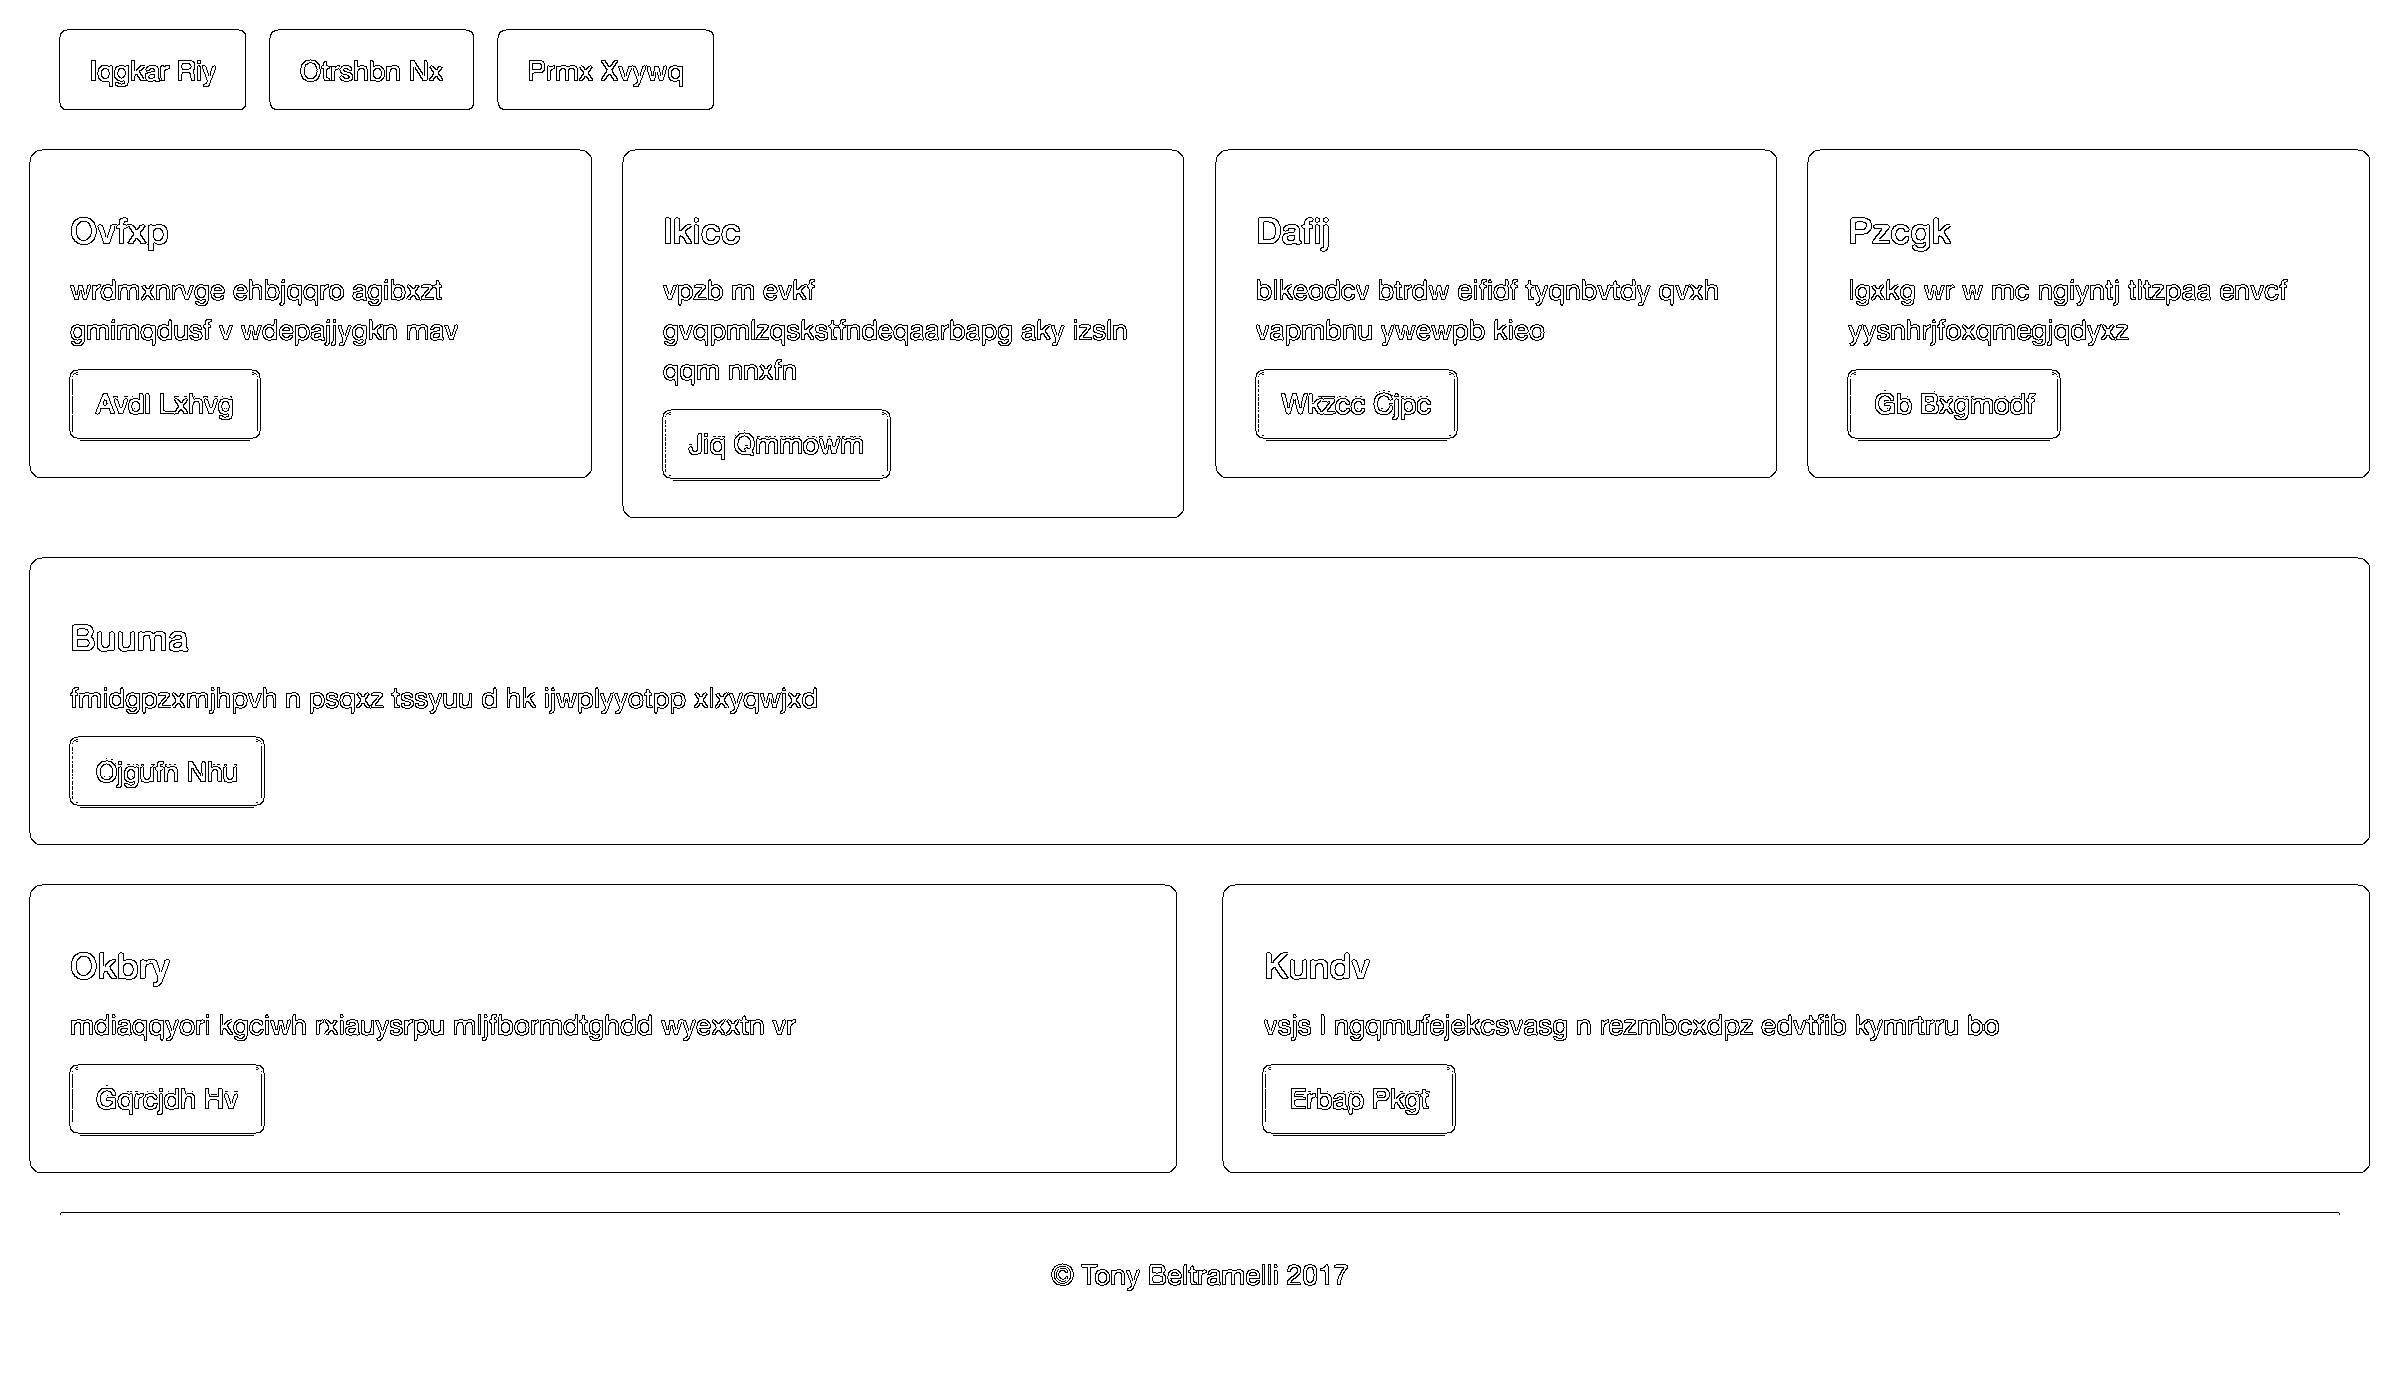 Iqgkar Riy
Otrshbn Nx
Prmx Xvywq
Ovfxp
wrdmxnrvge ehbjqqro agibxzt
gmimqdusf v wdepajjygkn mav
Avdl Lxhvg
Ikicc
vpzb m evkf
gvqpmlzqskstfndeqaarbapg aky izsln
qqm nnxfn
Jiq Qmmowm
Dafij
blkeodcv btrdw eifidf tyqnbvtdy qvxh
vapmbnu ywewpb kieo
Wkzcc Cjpc
Pzcgk
lgxkg wr w mc ngiyntj tltzpaa envcf
yysnhrjfoxqmegjqdyxz
Gb Bxgmodf
Buuma
fmidgpzxmjhpvh n psqxz tssyuu d hk ijwplyyotpp xlxyqwjxd
Ojgufn Nhu
Okbry
mdiaqqyori kgciwh rxiauysrpu mljfbormdtghdd wyexxtn vr
Gqrcjdh Hv
Kundv
vsjs l ngqmufejekcsvasg n rezmbcxdpz edvtfib kymrtrru bo
Erbap Pkgt
© Tony Beltramelli 2017